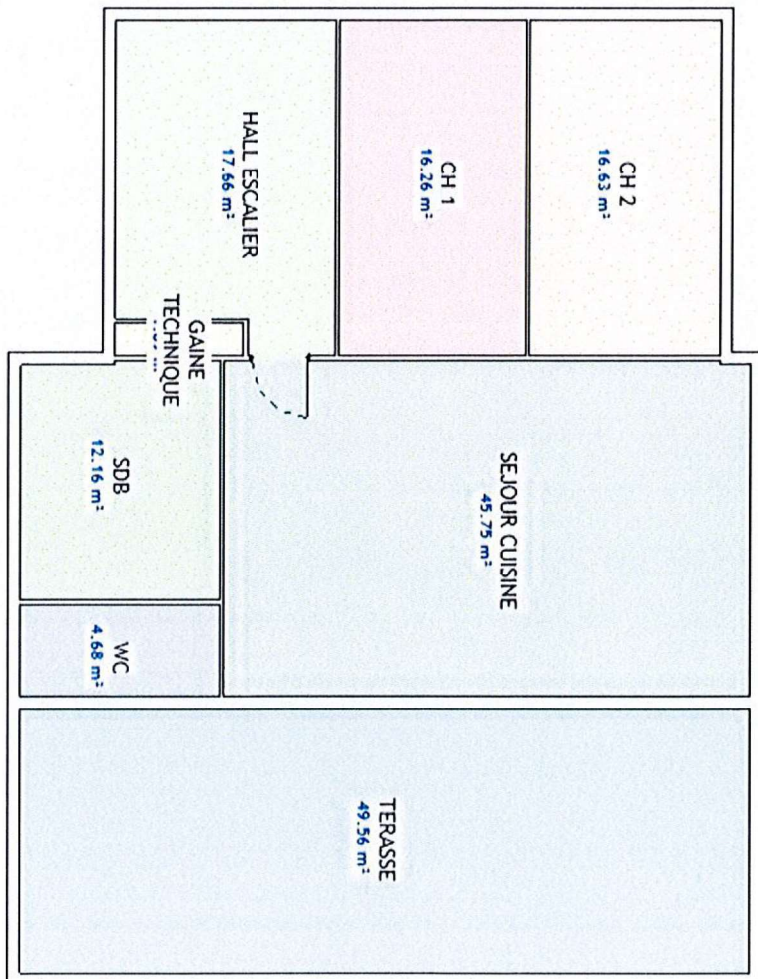 CH 2
16.63 m²
CH 1
16.26 m²
HALL ESCALIER
17.66 m²
GAINE
TECHNIQUE
SEJOUR CUISINE
45.75 m²
SDB
12.16 m²
WC
4.68 m²
TERASSE
49.56 m²